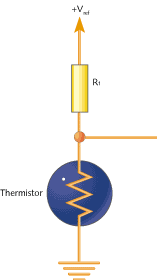 +Vref
R1
Thermistor